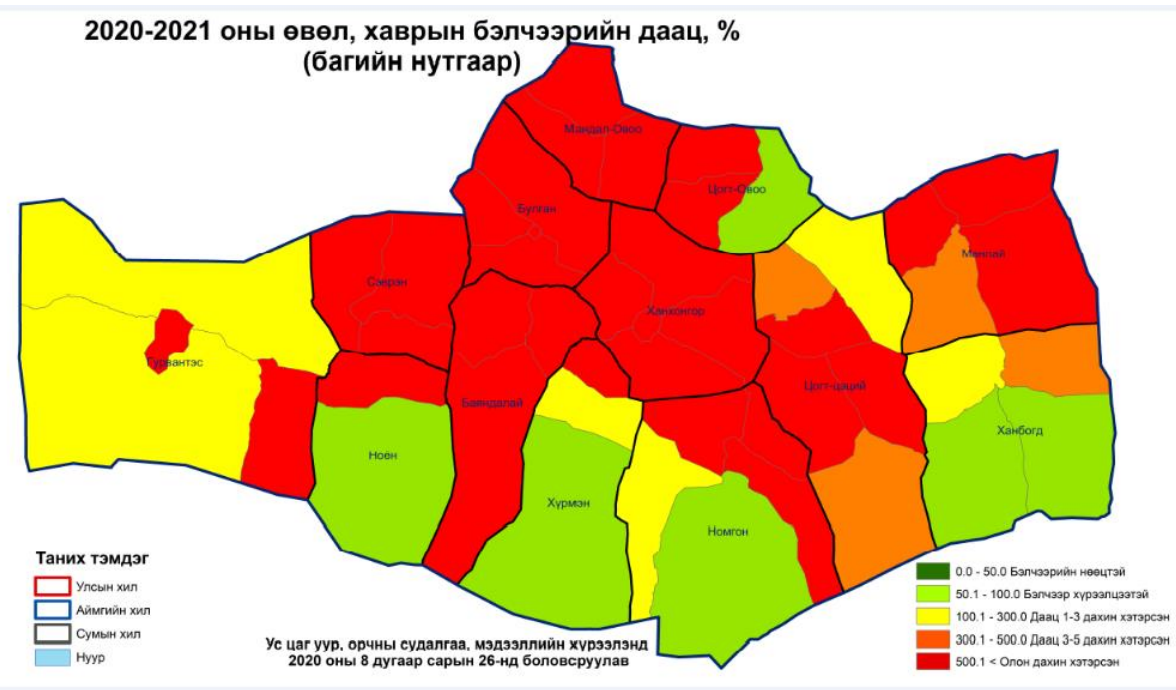 2020-2021 оны өвөл, хаврын бэлчээрийн даац, %
(багийн нутгаар)
Мандал-Овоо
Цогт-Овоо
Булган
Манлай
Сэврэй
Ханхонгор
Гурвантэс
Цогт-цэций
Баяндалай
Ханбогд
Ноён
Хүрмэн
Номгон
Таних тэмдэг
Улсын хил
Аймгийн хил
Сумын хил
Нуур
Ус цаг уур, орчны судалгаа, мэдээллийн хүрээлэнд
2020 оны 8 дугаар сарын 26-нд боловсруулав
0.0 - 50.0 Бэлчээрийн нөөцтэй
50.1 - 100.0 Бэлчээр хүрээлцээтэй
100.1 - 300.0 Даац 1-3 дахин хэтэрсэн
300.1 - 500.0 Даац 3-5 дахин хэтэрсэн
500.1 < Олон дахин хэтэрсэн